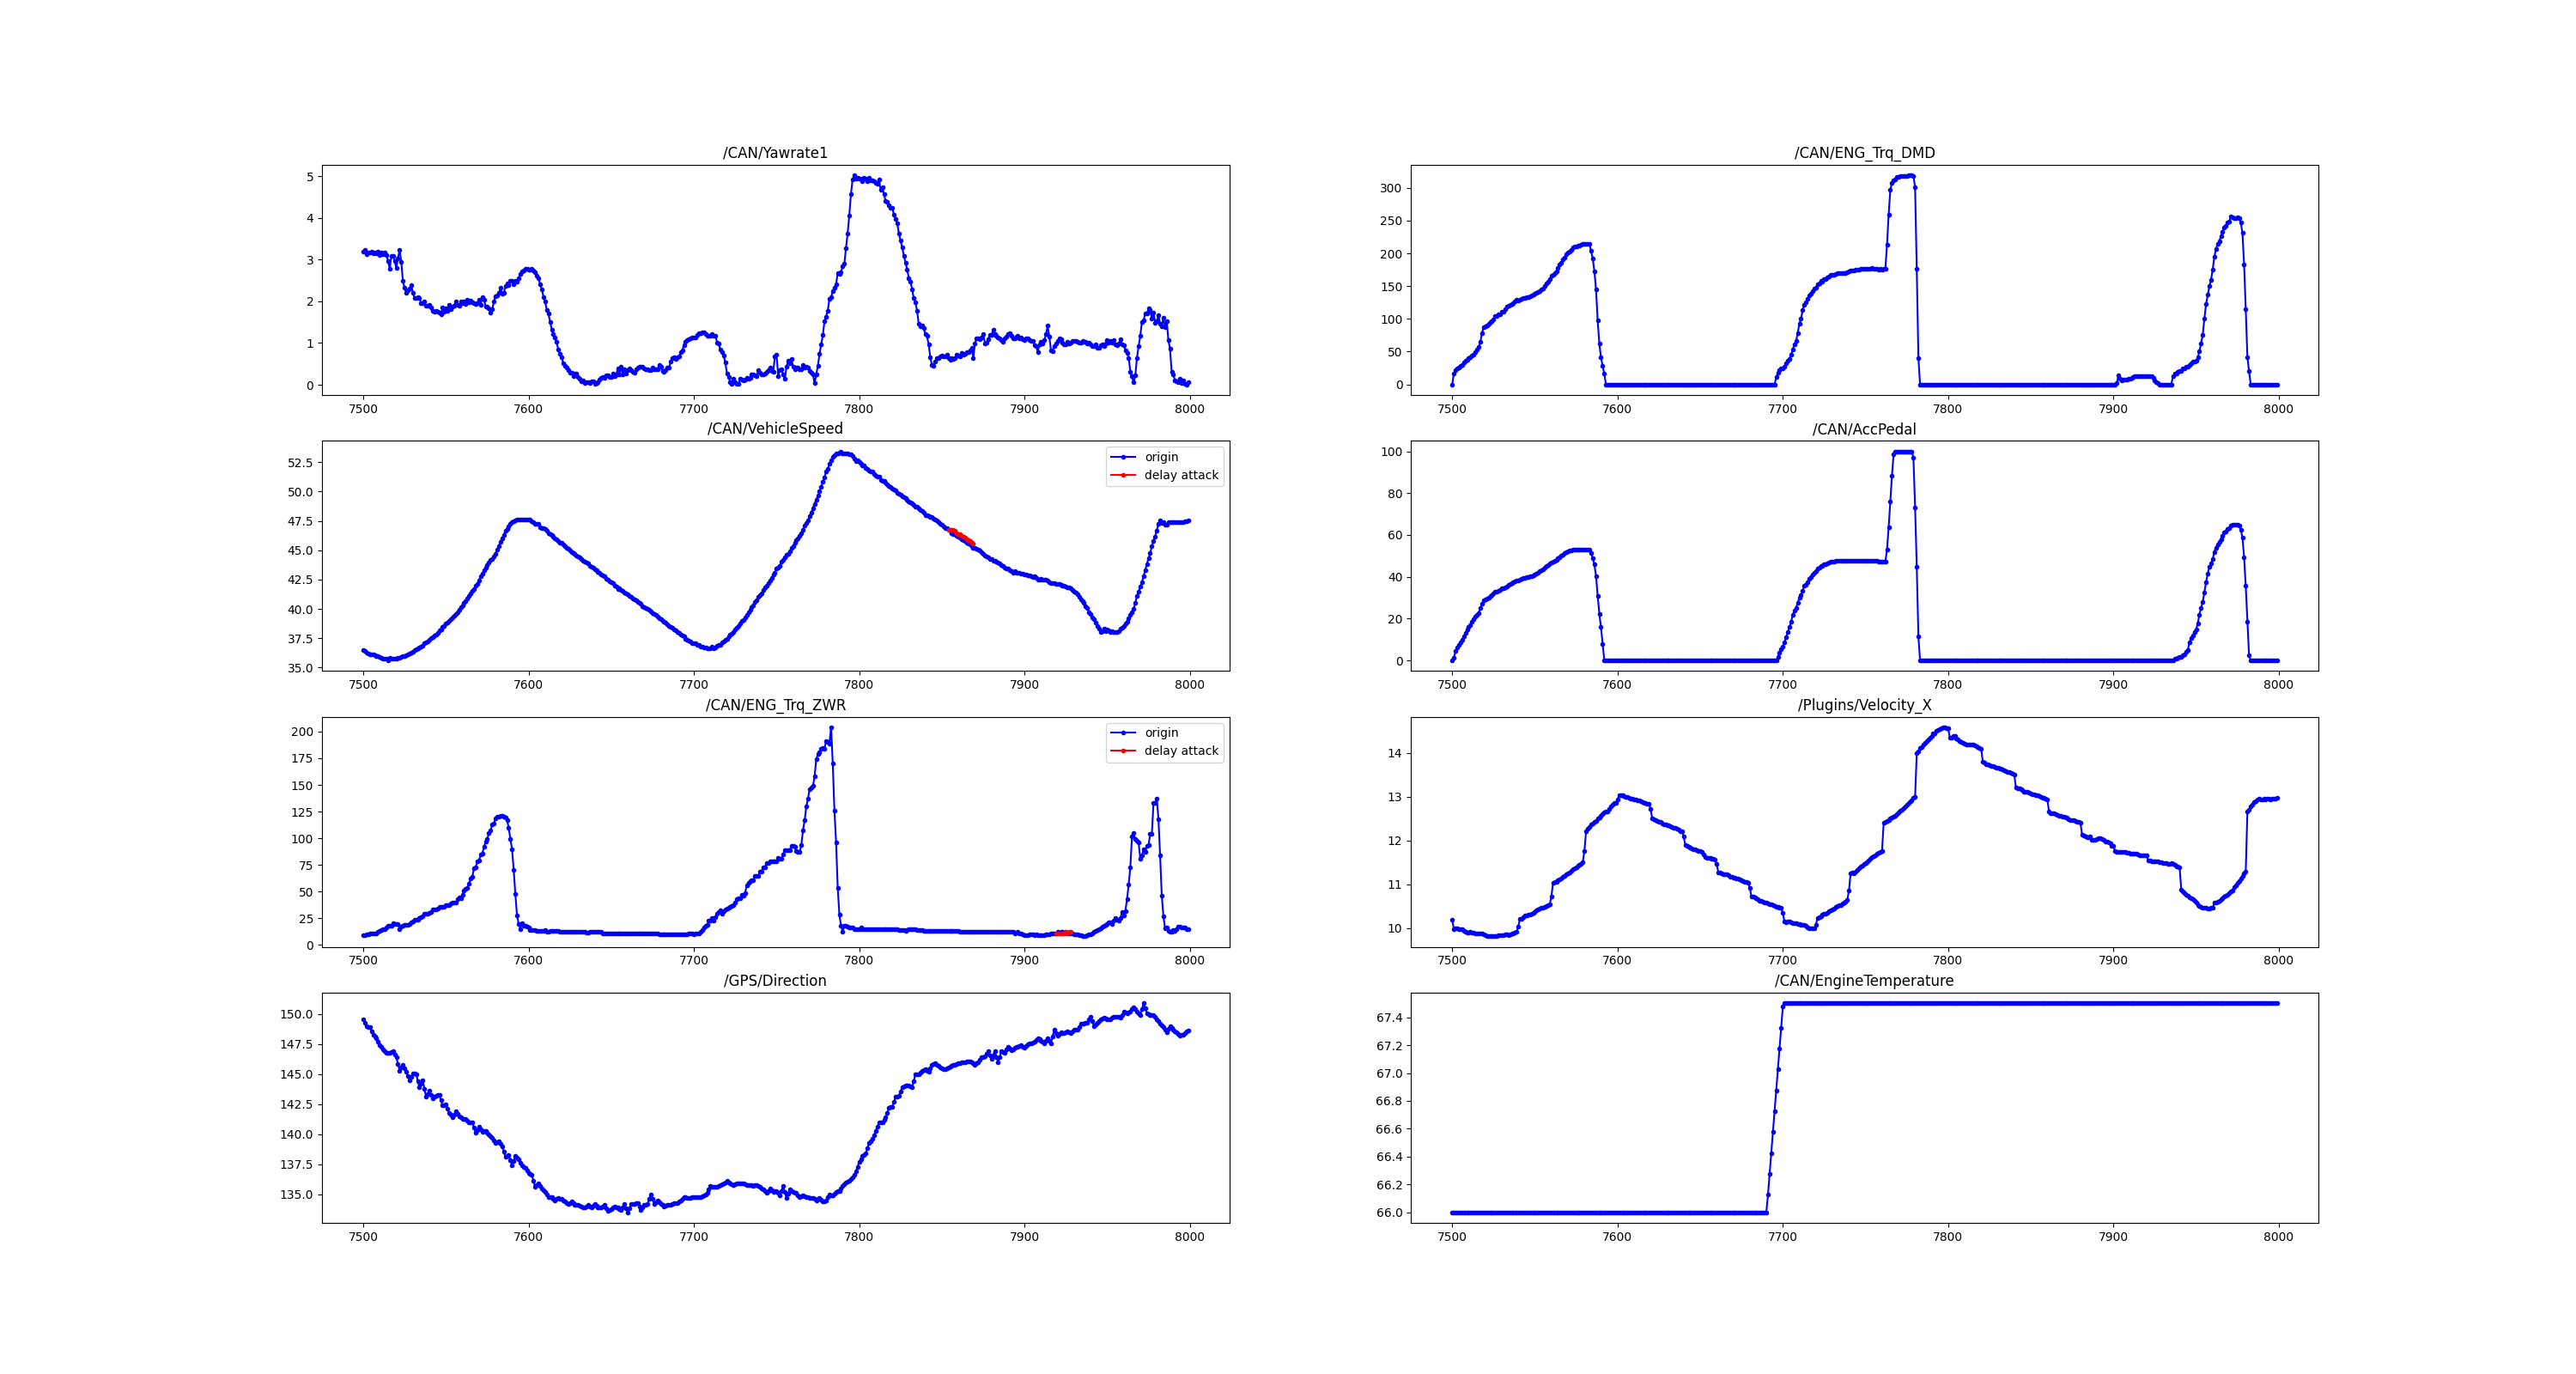 /CAN/Yawrate1
5
4
3
2
1
0
7500 7600 7700 7800 7900 8000
/CAN/ENG_Trq_DMD
300
250
200
150
100
50
0
7500 7600 7700 7800 7900 8000
/CAN/VehicleSpeed
origin
delay attack
52.5
50.0
47.5
45.0
42.5
40.0
37.5
35.0
7500 7600 7700 7800 7900 8000
/CAN/AccPedal
100
80
60
40
20
0
7500 7600 7700 7800 7900 8000
/CAN/ENG_Trq_ZWR
origin
delay attack
200
175
150
125
100
75
50
25
0
7500 7600 7700 7800 7900 8000
/Plugins/Velocity_X
14
13
12
11
10
7500 7600 7700 7800 7900 8000
/GPS/Direction
150.0
147.5
145.0
142.5
140.0
137.5
135.0
7500 7600 7700 7800 7900 8000
/CAN/EngineTemperature
67.4
67.2
67.0
66.8
66.6
66.4
66.2
66.0
7500 7600 7700 7800 7900 8000